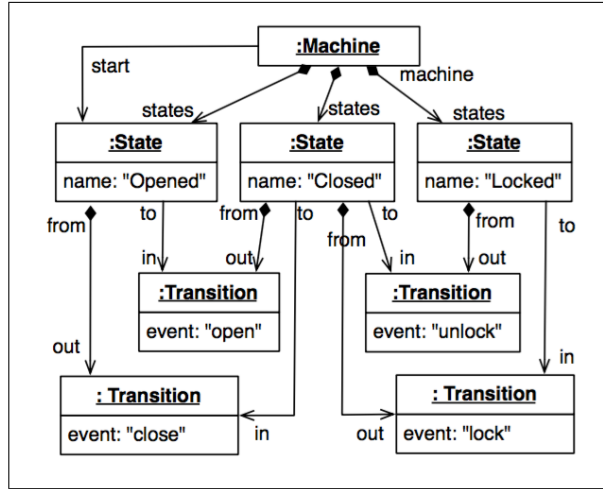 :Machine
start
machine
states
states
states
:State
name: "Opened"
:State
name: "Closed"
:State
name: "Locked"
from
to
from
to
from
to
from
to
in
out
in
out
:Transition
event: "open"
:Transition
event: "unlock"
out
in
: Transition
event: "close"
in
out
: Transition
event: "lock"